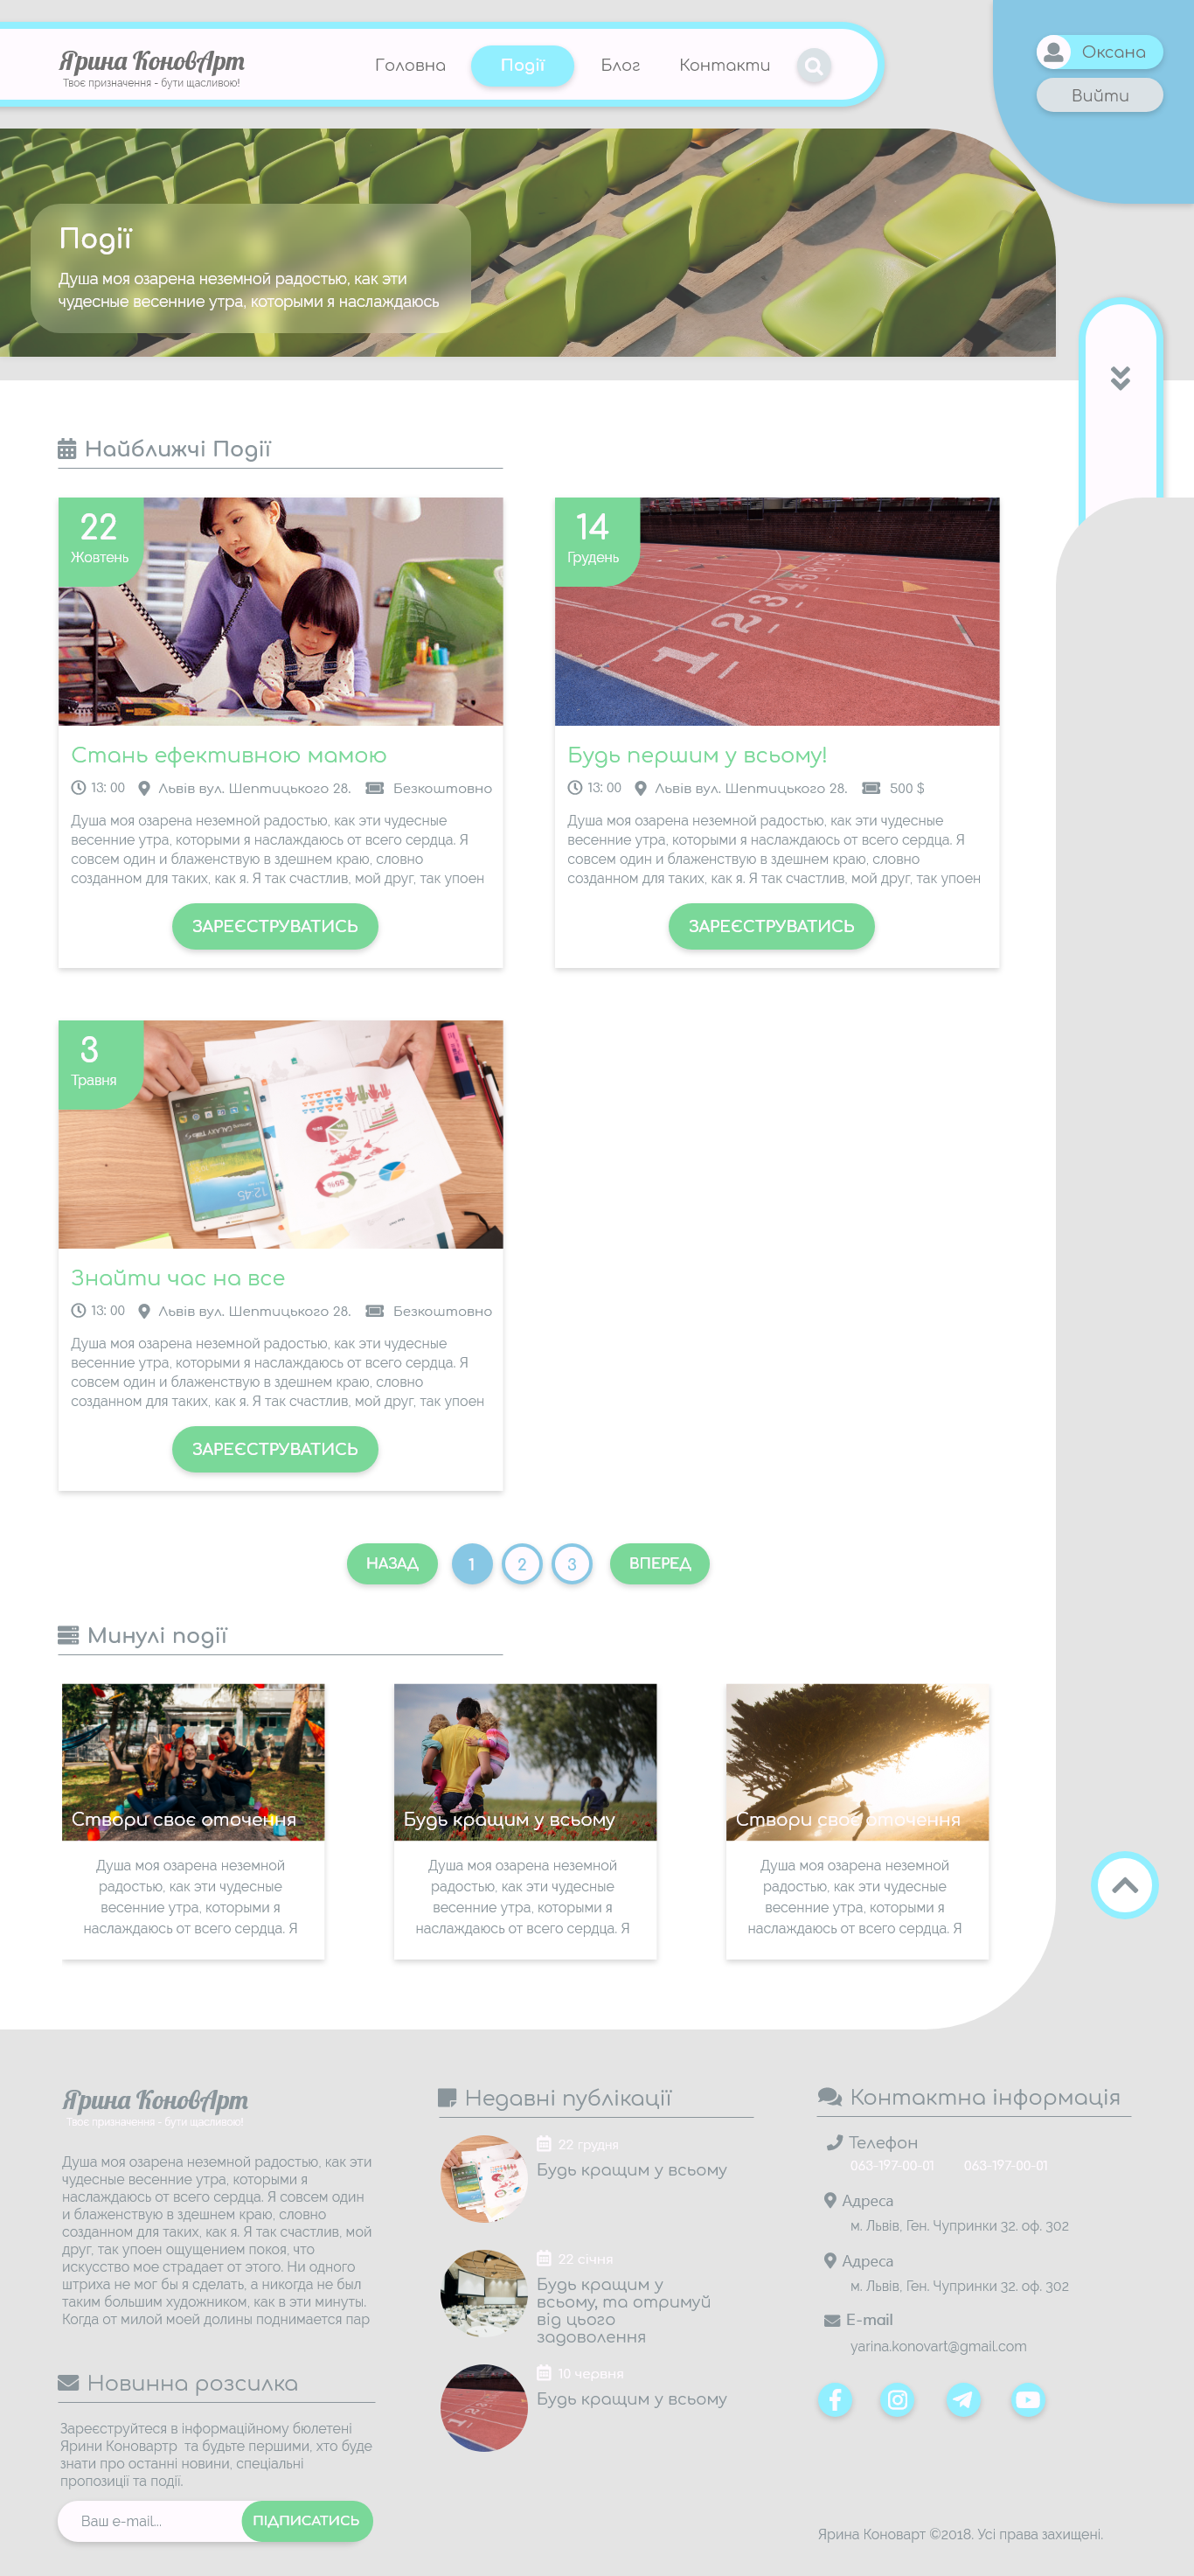 Ярина КоновАрт
Твоє призначення - бути щасливою!
Головна
Події
Блог
Контакти
Оксана
Вийти
Події
Душа моя озарена неземной радостью, как эти
чудесные весенние утра, которыми я наслаждаюсь
Найближчі Події
22
Жовтень
Стань ефективною мамою
13: 00
Львів вул. Шептицького 28.
Безкоштовно
Душа моя озарена неземной радостью, как эти чудесные
весенние утра, которыми я наслаждаюсь от всего сердца. Я
совсем один и блаженствую в здешнем краю, словно
созданном для таких, как я. Я так счастлив, мой друг, так упоен
ЗАРЕЄСТРУВАТИСЬ
14
Грудень
1 2 3 4 5 6 8
Будь першим у всьому!
13: 00
Львів вул. Шептицького 28.
500 $
Душа моя озарена неземной радостью, как эти чудесные
весенние утра, которыми я наслаждаюсь от всего сердца. Я
совсем один и блаженствую в здешнем краю, словно
созданном для таких, как я. Я так счастлив, мой друг, так упоен
ЗАРЕЄСТРУВАТИСЬ
3
Травня
Знайти час на все
13: 00
Львів вул. Шептицького 28.
Безкоштовно
Душа моя озарена неземной радостью, как эти чудесные
весенние утра, которыми я наслаждаюсь от всего сердца. Я
совсем один и блаженствую в здешнем краю, словно
созданном для таких, как я. Я так счастлив, мой друг, так упоен
ЗАРЕЄСТРУВАТИСЬ
НАЗАД
1
2
3
ВПЕРЕД
Минулі події
Створи своє оточення
Душа моя озарена неземной
радостью, как эти чудесные
весенние утра, которыми я
наслаждаюсь от всего сердца. Я
Будь кращим у всьому
Душа моя озарена неземной
радостью, как эти чудесные
весенние утра, которыми я
наслаждаюсь от всего сердца. Я
Створи своє оточення
Душа моя озарена неземной
радостью, как эти чудесные
весенние утра, которыми я
наслаждаюсь от всего сердца. Я
Ярина КоновАрт
Твоє призначення - бути щасливою!
Душа моя озарена неземной радостью, как эти
чудесные весенние утра, которыми я
наслаждаюсь от всего сердца. Я совсем один
и блаженствую в здешнем краю, словно
созданном для таких, как я. Я так счастлив, мой
друг, так упоен ощущением покоя, что
искусство мое страдает от этого. Ни одного
штриха не мог бы я сделать, а никогда не был
таким большим художником, как в эти минуты.
Когда от милой моей долины поднимается пар
Новинна розсилка
Зареєструйтеся в інформаційному бюлетені
Ярини Коновартр та будьте першими, хто буде
знати про останні новини, спеціальні
пропозиції та події.
Ваш e-mail...
ПІДПИСАТИСЬ
Недавні публікації
22 грудня
Будь кращим у всьому
22 січня
Будь кращим у
всьому, та отримуй
від цього
задоволення
10 червня
Будь кращим у всьому
Контактна інформація
Телефон
063-197-00-01
063-197-00-01
Адреса
м. Львів, Ген. Чупринки 32. оф. 302
Адреса
м. Львів, Ген. Чупринки 32. оф. 302
E-mail
yarina.konovart@gmail.com
Ярина Коноварт ©2018. Усі права захищені.